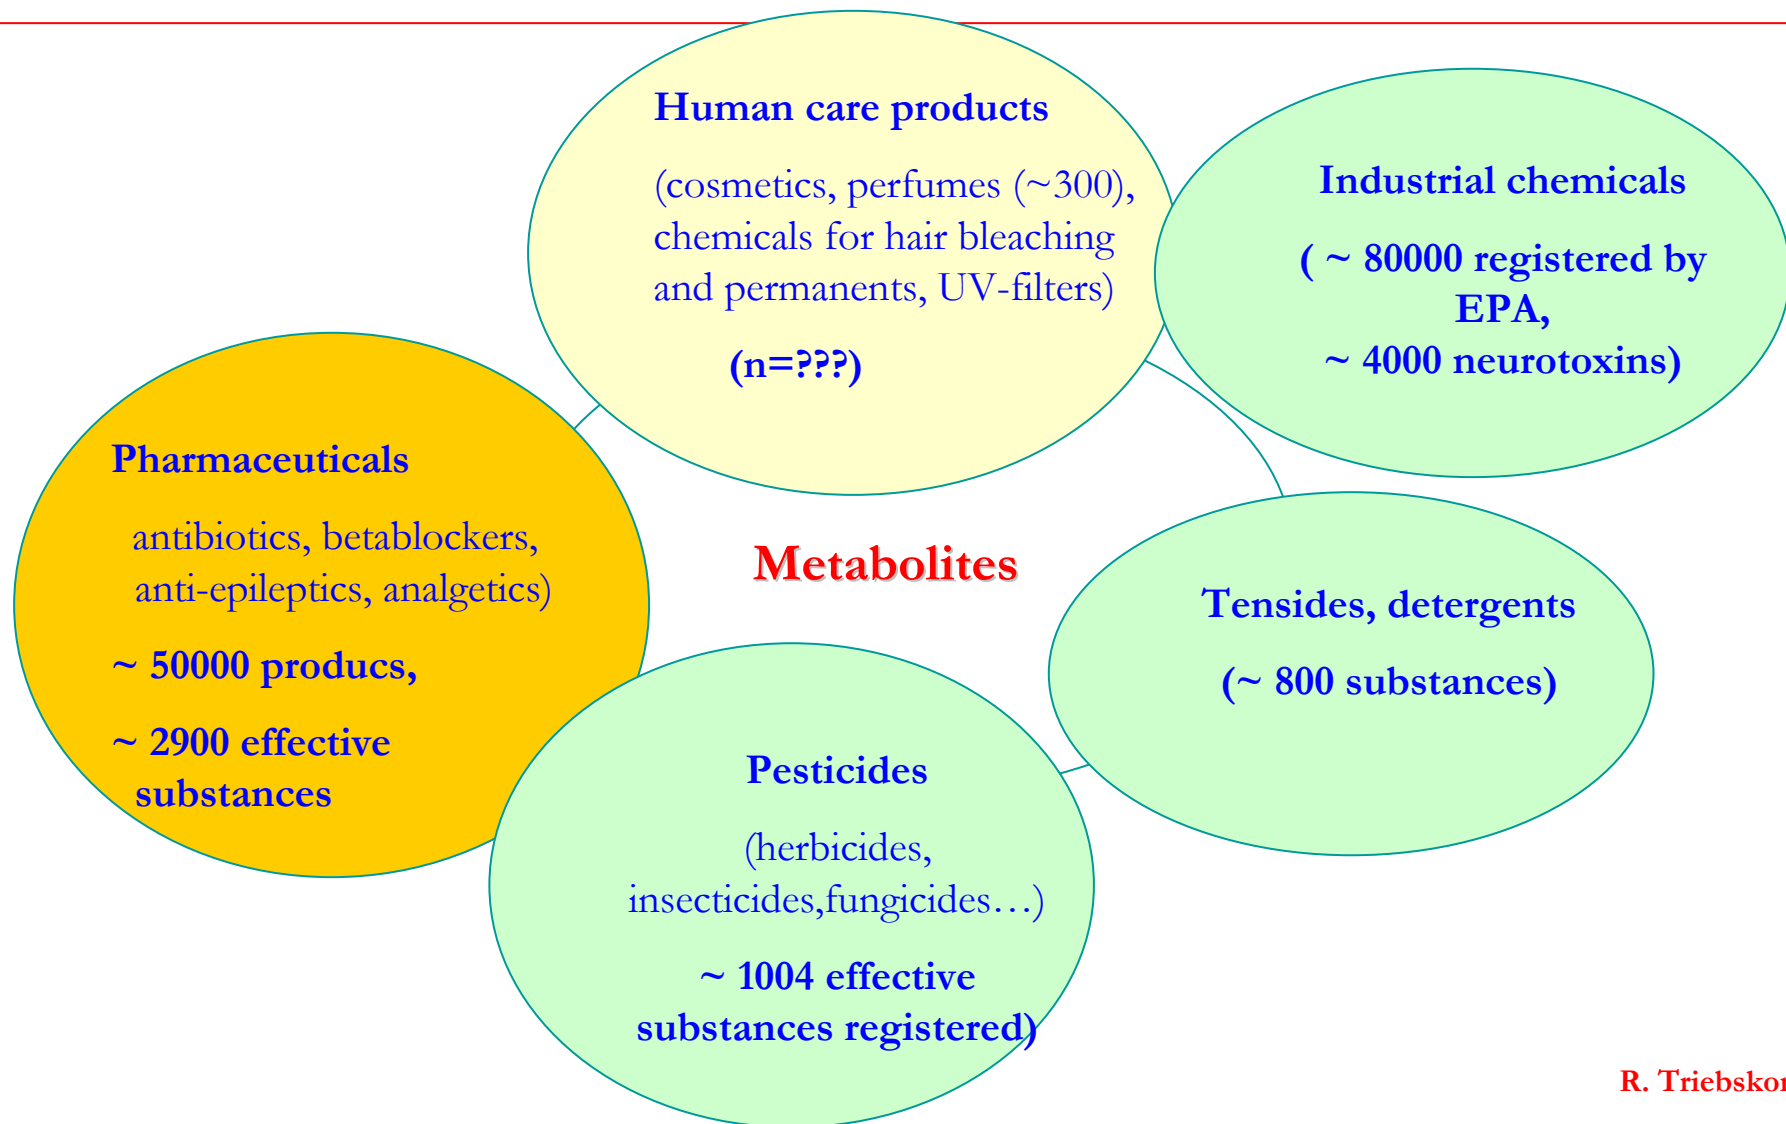 Human care products
(cosmetics, perfumes (~300),
chemicals for hair bleaching
and permanents, UV-filters)
(n=???)
Industrial chemicals
( ~ 80000 registered by
EPA,
~ 4000 neurotoxins)
Pharmaceuticals
antibiotics, betablockers,
anti-epileptics, analgetics)
~ 50000 producs,
~ 2900 effective
substances
Metabolites
Tensides, detergents
(~ 800 substances)
Pesticides
(herbicides,
insecticides,fungicides…)
~ 1004 effective
substances registered)
R. Triebskor